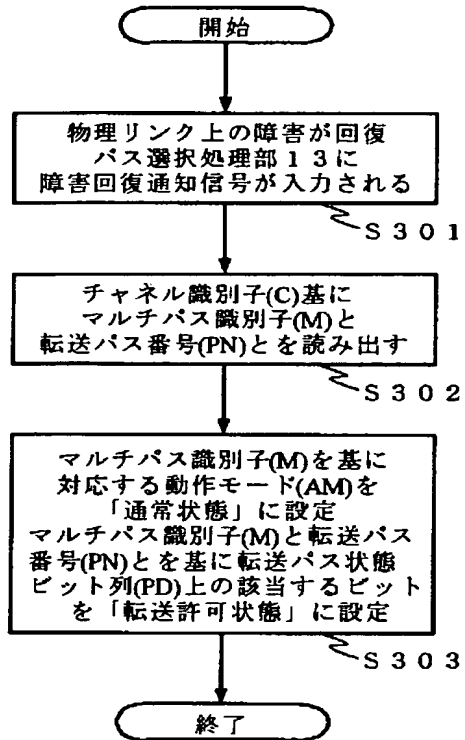 開始
物理リンク上の障害が回復
パス選択処理部１３に
障害回復通知信号が入力される
Ｓ３０１
チャネル識別子(C)基に
マルチパス識別子(M)と
転送パス番号(PN)とを読み出す
Ｓ３０２
マルチパス識別子(M)を基に
対応する動作モード(AM)を
「通常状態」に設定
マルチパス識別子(M)と転送パス
番号(PN)とを基に転送パス状態
ビット列(PD)上の該当するビット
を「転送許可状態」に設定
Ｓ３０３
終了